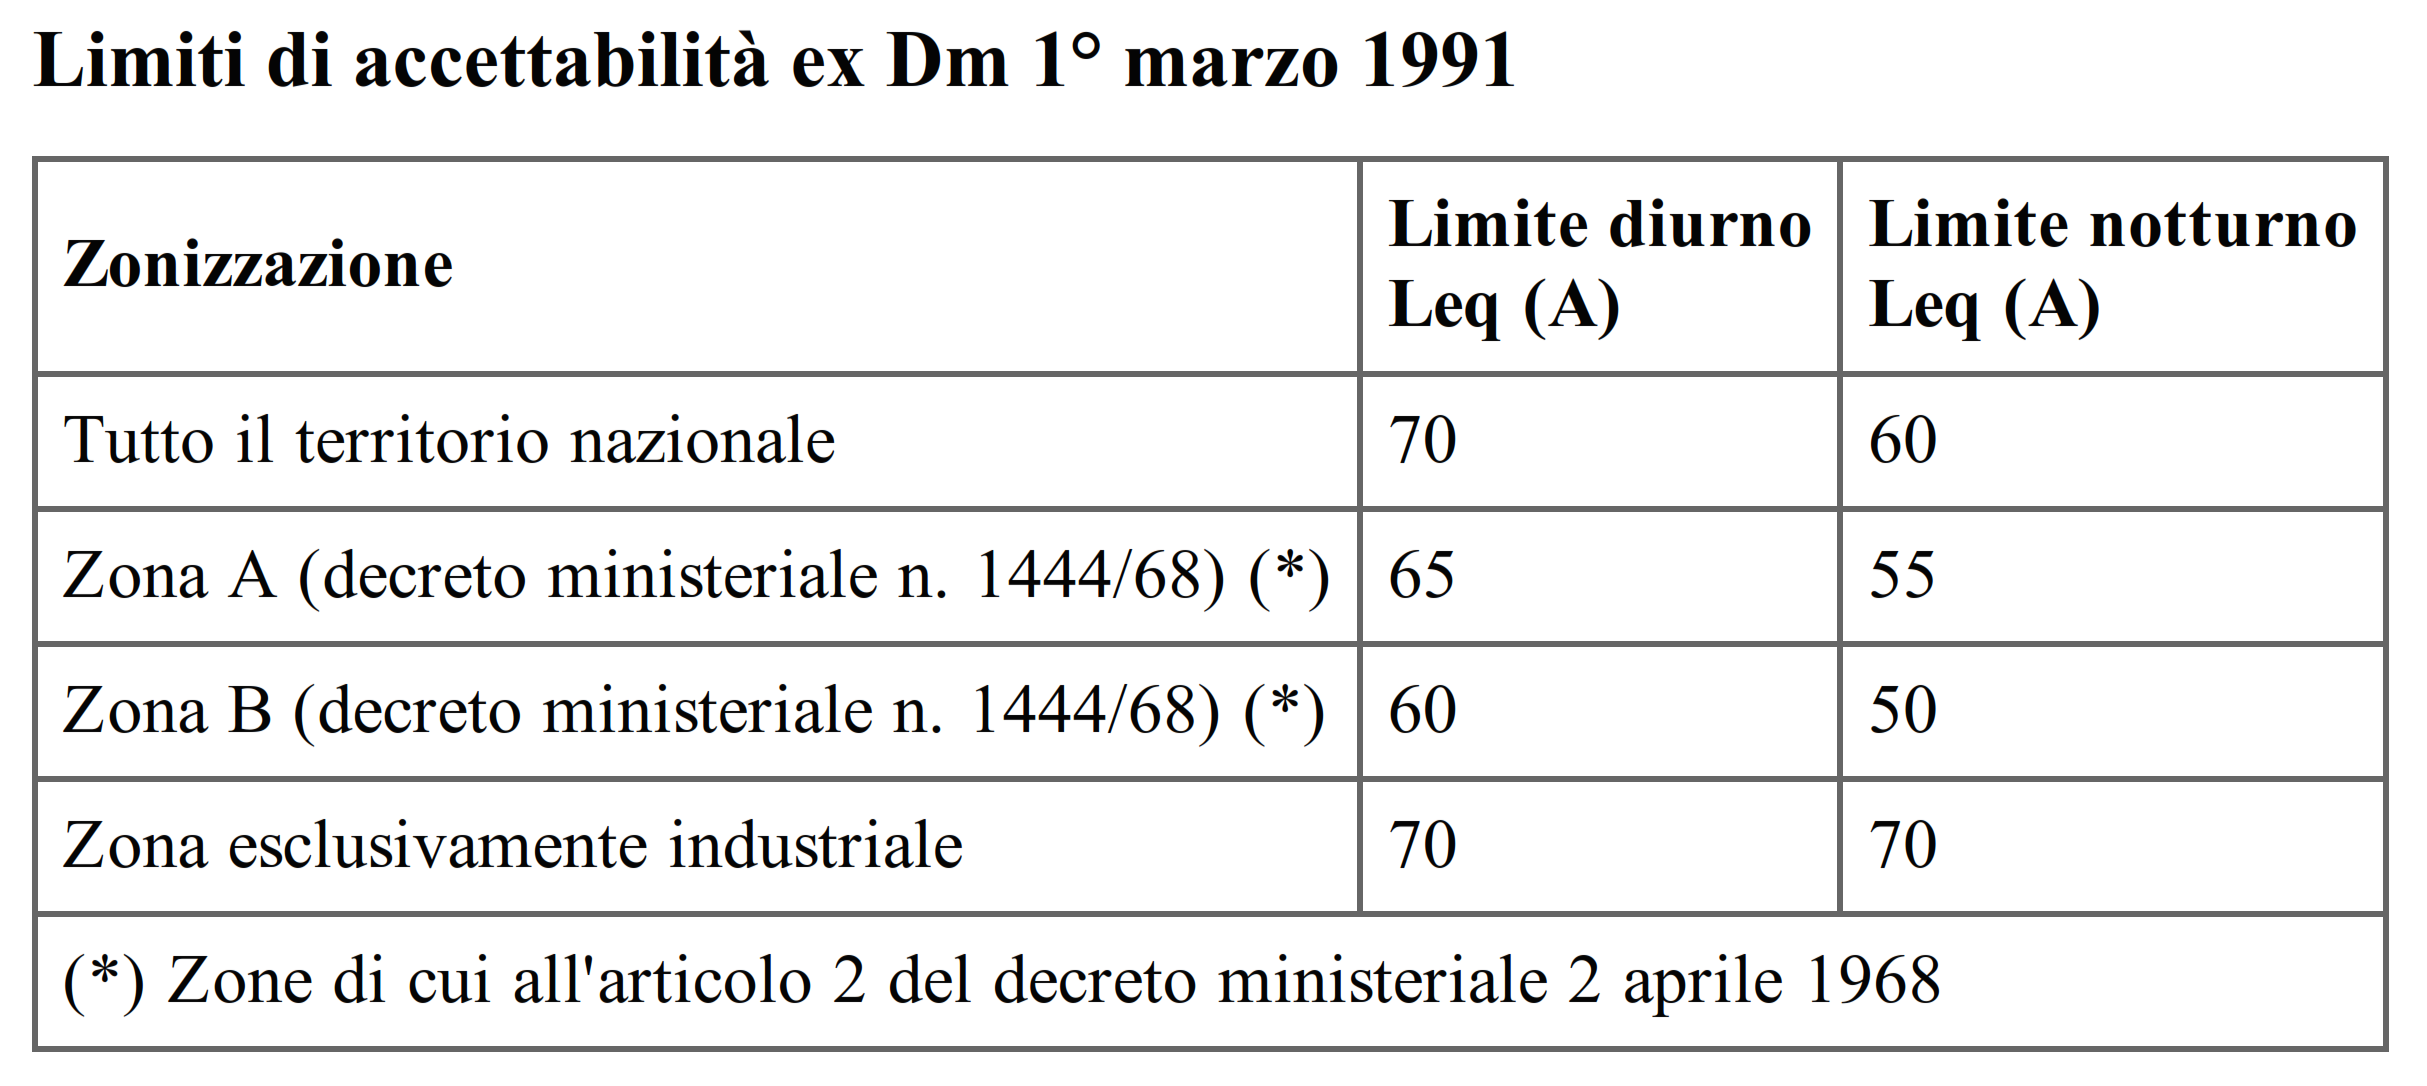 Limiti di accettabilità ex Dm 1° marzo 1991
Zonizzazione
Limite diurno
Leq (A)
Limite notturno
Leq (A)
Tutto il territorio nazionale
70
60
Zona A (decreto ministeriale n. 1444/68) (*)
65
55
Zona B (decreto ministeriale n. 1444/68) (*)
60
50
Zona esclusivamente industriale
70
70
(*) Zone di cui all'articolo 2 del decreto ministeriale 2 aprile 1968